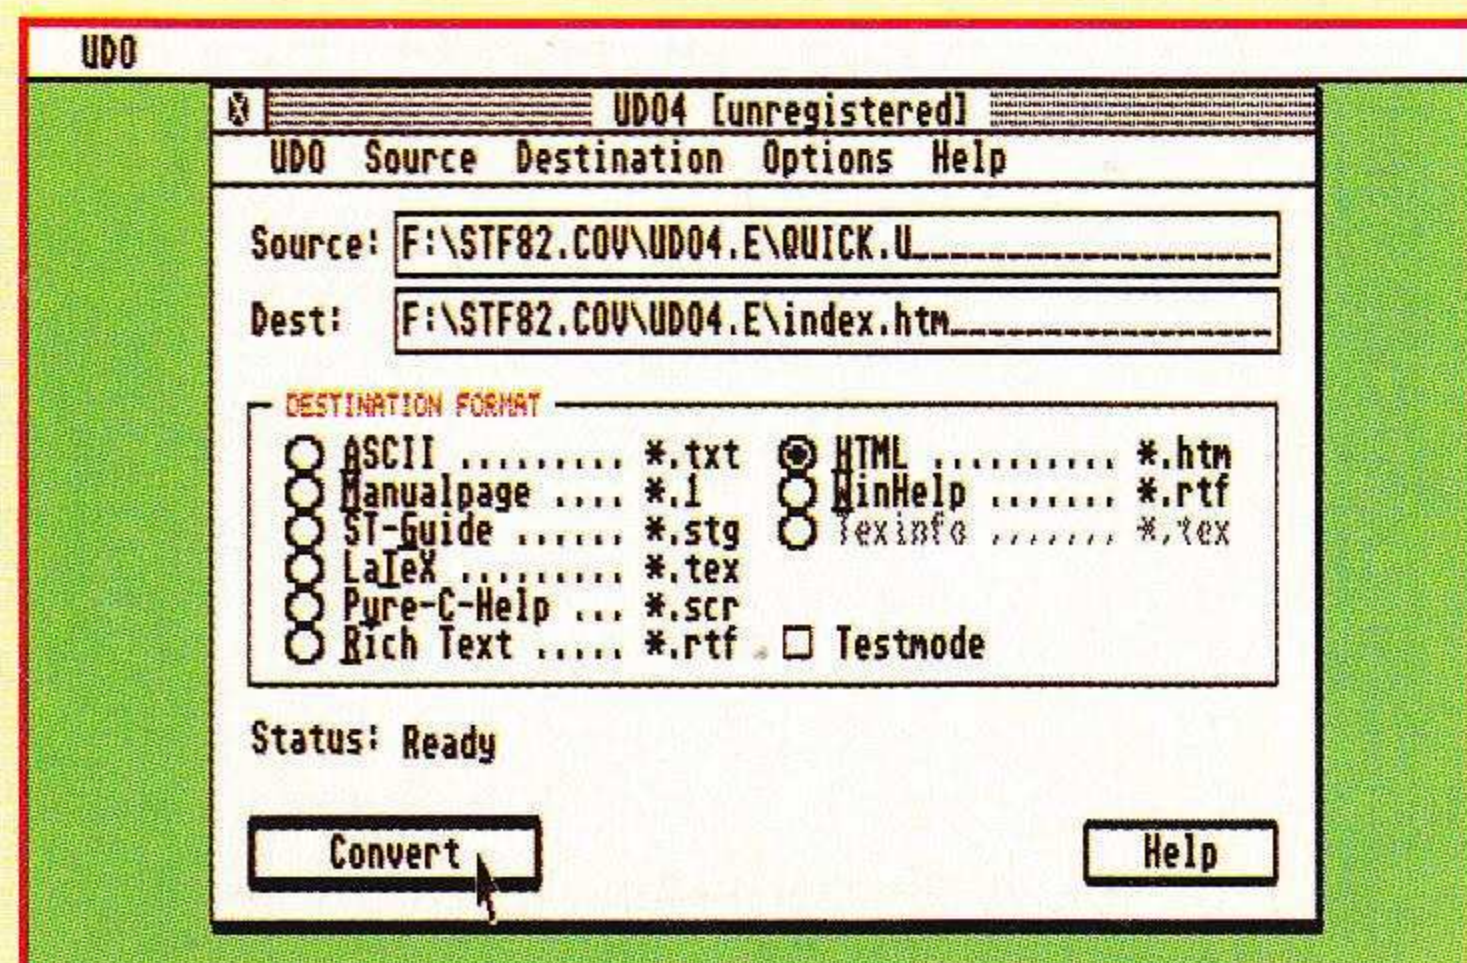 UDO
UDO4 [unregistered]
UDO Source Destination Options Help
Source: F:\STF82.COV\UDO4.E\QUICK.U
Dest: F:\STF82.COV\UDO4.E\index.htm
DESTINATION FORMAT
ASCII ......... *.txt HTML .......... *.htm
Manualpage .... *.1 WinHelp ....... *.rtf
ST-Guide ...... *.stg Texinfo ....... *.tex
LaTeX ......... *.tex
Pure-C-Help ... *.scr
Rich Text ..... *.rtf Testmode
Status: Ready
Convert Help